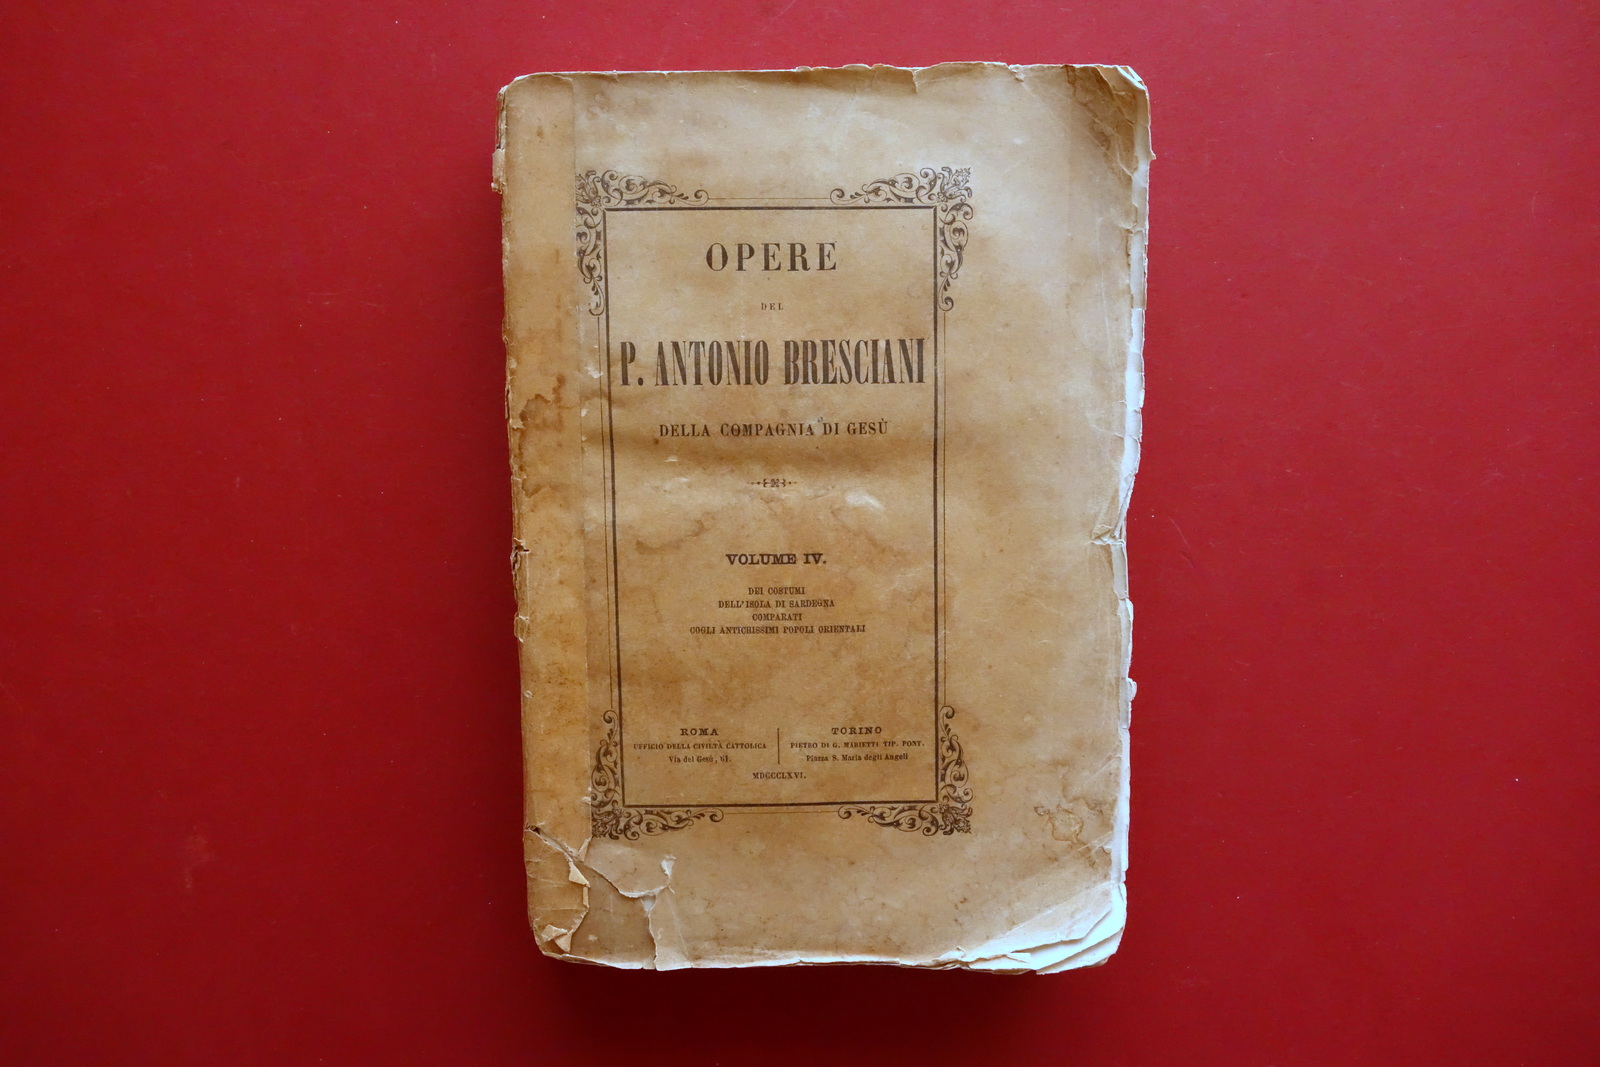 OPERE
DEL
P. ANTONIO BRESCIANI
DELLA COMPAGNIA DI GESÙ
VOLUME IV.
DEI COSTUMI
DELL'ISOLA DI SARDEGNA
COMPARATI
COGLI ANTICHISSIMI POPOLI ORIENTALI
ROMA
UFFICIO DELLA CIVILTÀ CATTOLICA
Via del Gesù, 61.
TORINO
PIETRO DI G. MARIETTI TIP. PONT.
Piazza S. Maria degli Angeli
MDCCCLXVI.